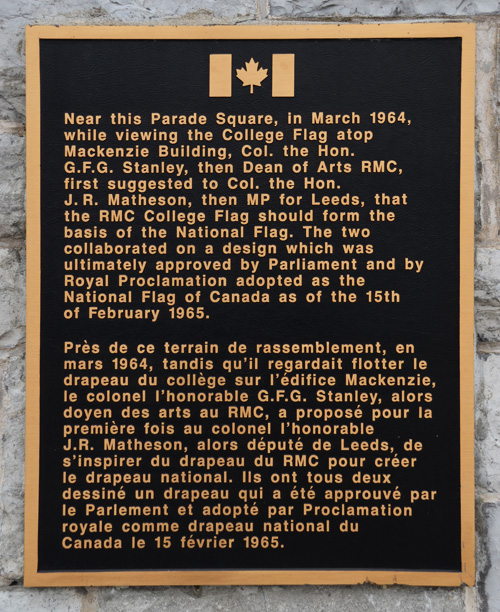 Near this Parade Square, in March 1964,
while viewing the College Flag atop
Mackenzie Building, Col. the Hon.
G.F.G. Stanley, then Dean of Arts RMC,
first suggested to Col. the Hon.
J.R. Matheson, then MP for Leeds, that
the RMC College Flag should form the
basis of the National Flag. The two
collaborated on a design which was
ultimately approved by Parliament and by
Royal Proclamation adopted as the
National Flag of Canada as of the 15th
of February 1965.
Près de ce terrain de rassemblement, en
mars 1964, tandis qu'il regardait flotter le
drapeau du collège sur l'édifice Mackenzie,
le colonel l'honorable G.F.G. Stanley, alors
doyen des arts au RMC, a proposé pour la
première fois au colonel l'honorable
J.R. Matheson, alors député de Leeds, de
s'inspirer du drapeau du RMC pour créer
le drapeau national. Ils ont tous deux
dessiné un drapeau qui a été approuvé par
le Parlement et adopté par Proclamation
royale comme drapeau national du
Canada le 15 février 1965.